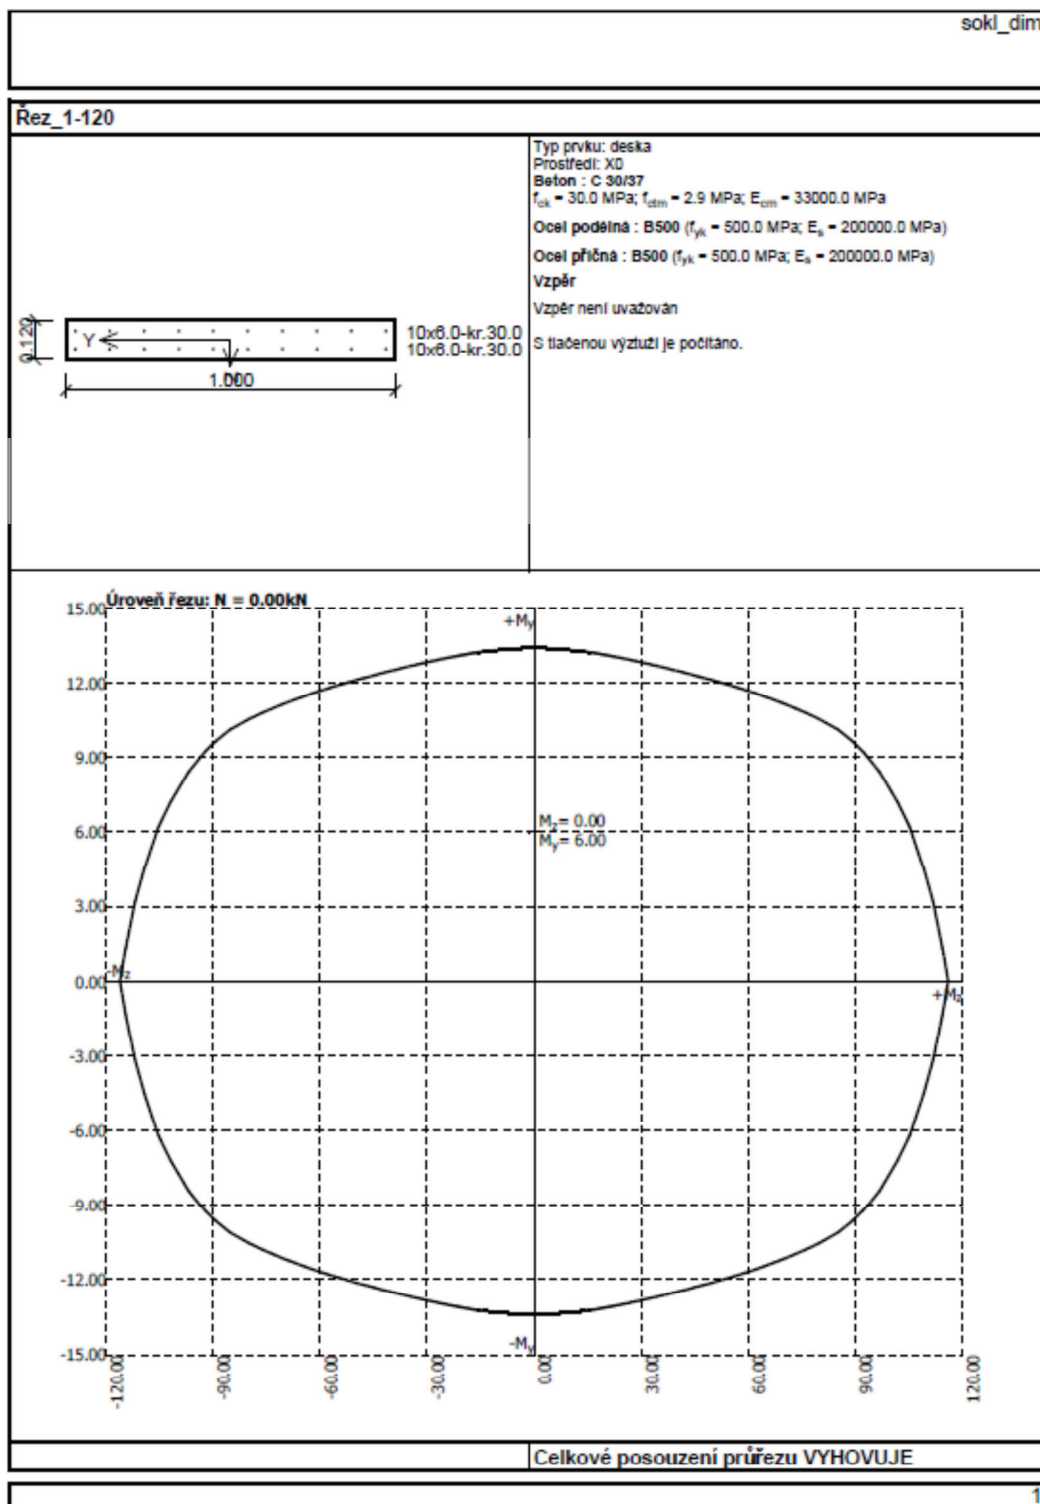 sokl_dim
Řez_1-120
Typ prvku: deska
Prostředí: X0
Beton : C 30/37
fck = 30.0 MPa; fctm = 2.9 MPa; Ecm = 33000.0 MPa
Ocel podélná : B500 (fyk = 500.0 MPa; Es = 200000.0 MPa)
Ocel příčná : B500 (fyk = 500.0 MPa; Es = 200000.0 MPa)
Vzpěr
Vzpěr není uvažován
S tlačenou výztuží je počítáno.
0.120
Y
10x6.0-kr.30.0
10x6.0-kr.30.0
1.000
Úroveň řezu: N = 0.00kN
15.00
+My
12.00
9.00
6.00
Mz= 0.00
My= 6.00
3.00
0.00
-Mz
+Mz
-3.00
-6.00
-9.00
-12.00
-15.00
-My
-120.00
-90.00
-60.00
-30.00
0.00
30.00
60.00
90.00
120.00
Celkové posouzení průřezu VYHOVUJE
1